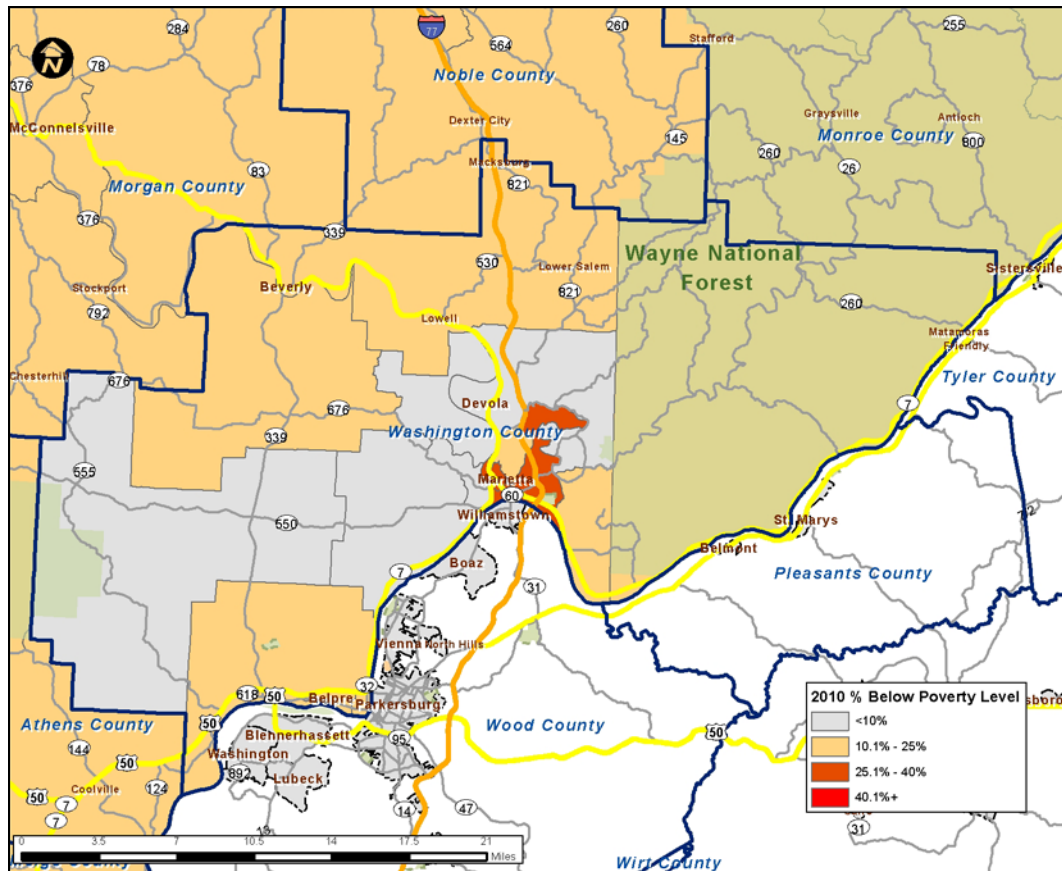 284
77
564
260
Stafford
255
N
78
376
Noble County
Graysville
Antioch
McConnelsville
Dexter City
Monroe County
145
800
260
Macksburg
26
83
821
Morgan County
376
339
Wayne National
Forest
530
Lower Salem
Sistersville
Beverly
821
Stockport
260
792
Lowell
Matamoras
Friendly
Chesterhill
676
Tyler County
Devola
7
676
Washington County
339
555
Marietta
60
Williamstown
550
St. Marys
Belmont
Boaz
7
Pleasants County
31
Vienna
North Hills
32
618
50
Belpre
Parkersburg
2010 % Below Poverty Level
<10%
10.1% - 25%
25.1% - 40%
40.1%+
Athens County
50
Wood County
50
Blennerhassett
95
144
Washington
50
892
Lubeck
Coolville
124
50
7
14
47
31
7
0 3.5 7 10.5 14 17.5 21
Miles
Wirt County